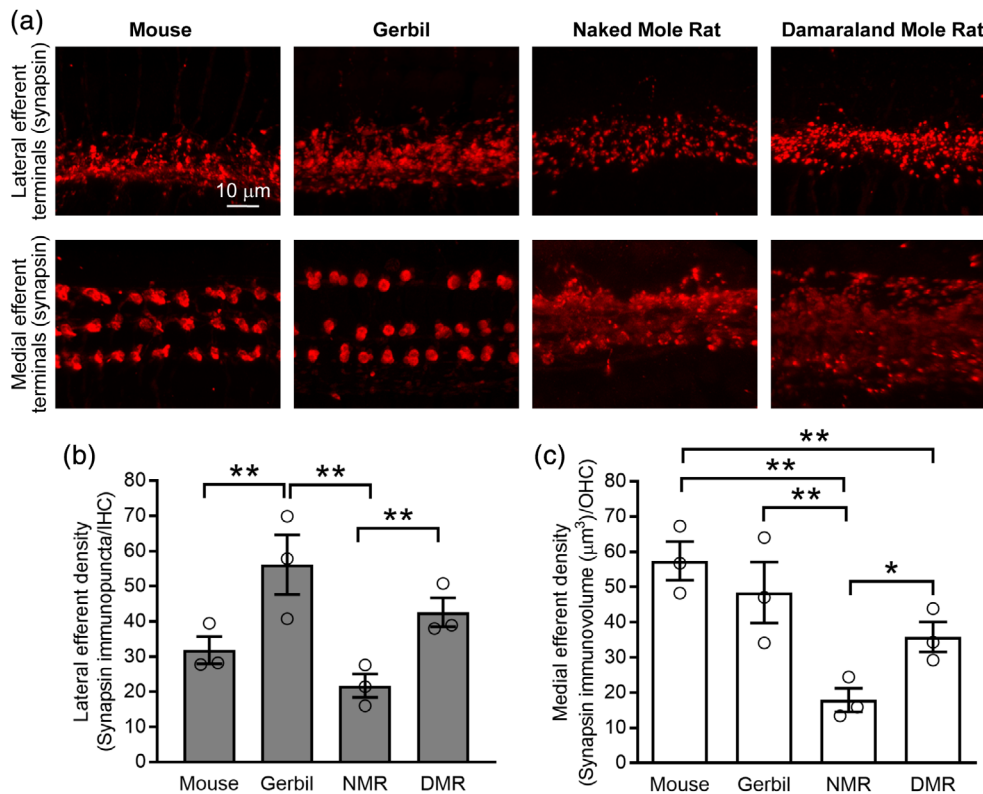 (a)
Mouse Gerbil Naked Mole Rat Damaraland Mole Rat
Lateral efferent
terminals (synapsin)
10 μm
Medial efferent
terminals (synapsin)
(b)
Lateral efferent density
(Synapsin immunopuncta/IHC)
80
70
60
50
40
30
20
10
0
** ** **
Mouse Gerbil NMR DMR
(c)
Medial efferent density
(Synapsin immunovolume (μm³)/OHC)
80
70
60
50
40
30
20
10
0
**
**
**
*
Mouse Gerbil NMR DMR